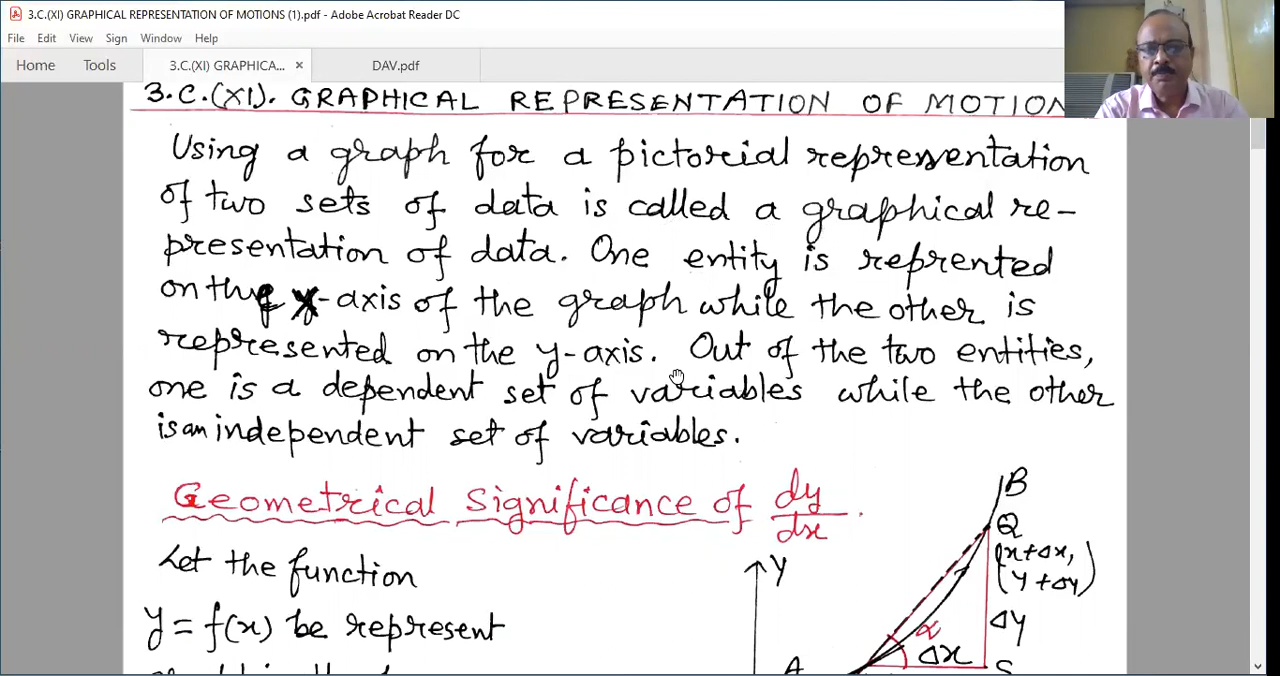 3.C.(XI) GRAPHICAL REPRESENTATION OF MOTIONS (1).pdf - Adobe Acrobat Reader DC
File Edit View Sign Window Help
Home Tools 3.C.(XI) GRAPHICA... × DAV.pdf
3.C.(XI). GRAPHICAL REPRESENTATION OF MOTION
Using a graph for a pictorial representation
of two sets of data is called a graphical re-
presentation of data. One entity is reprented
on the x-axis of the graph while the other is
represented on the y-axis. Out of the two entities,
one is a dependent set of variables while the other
is an independent set of variables.
Geometrical Significance of dy/dx.
Let the function
y = f(x) be represent
Y
B
Q
(x+Δx,
y+Δy)
Δy
α
Δx
A
S